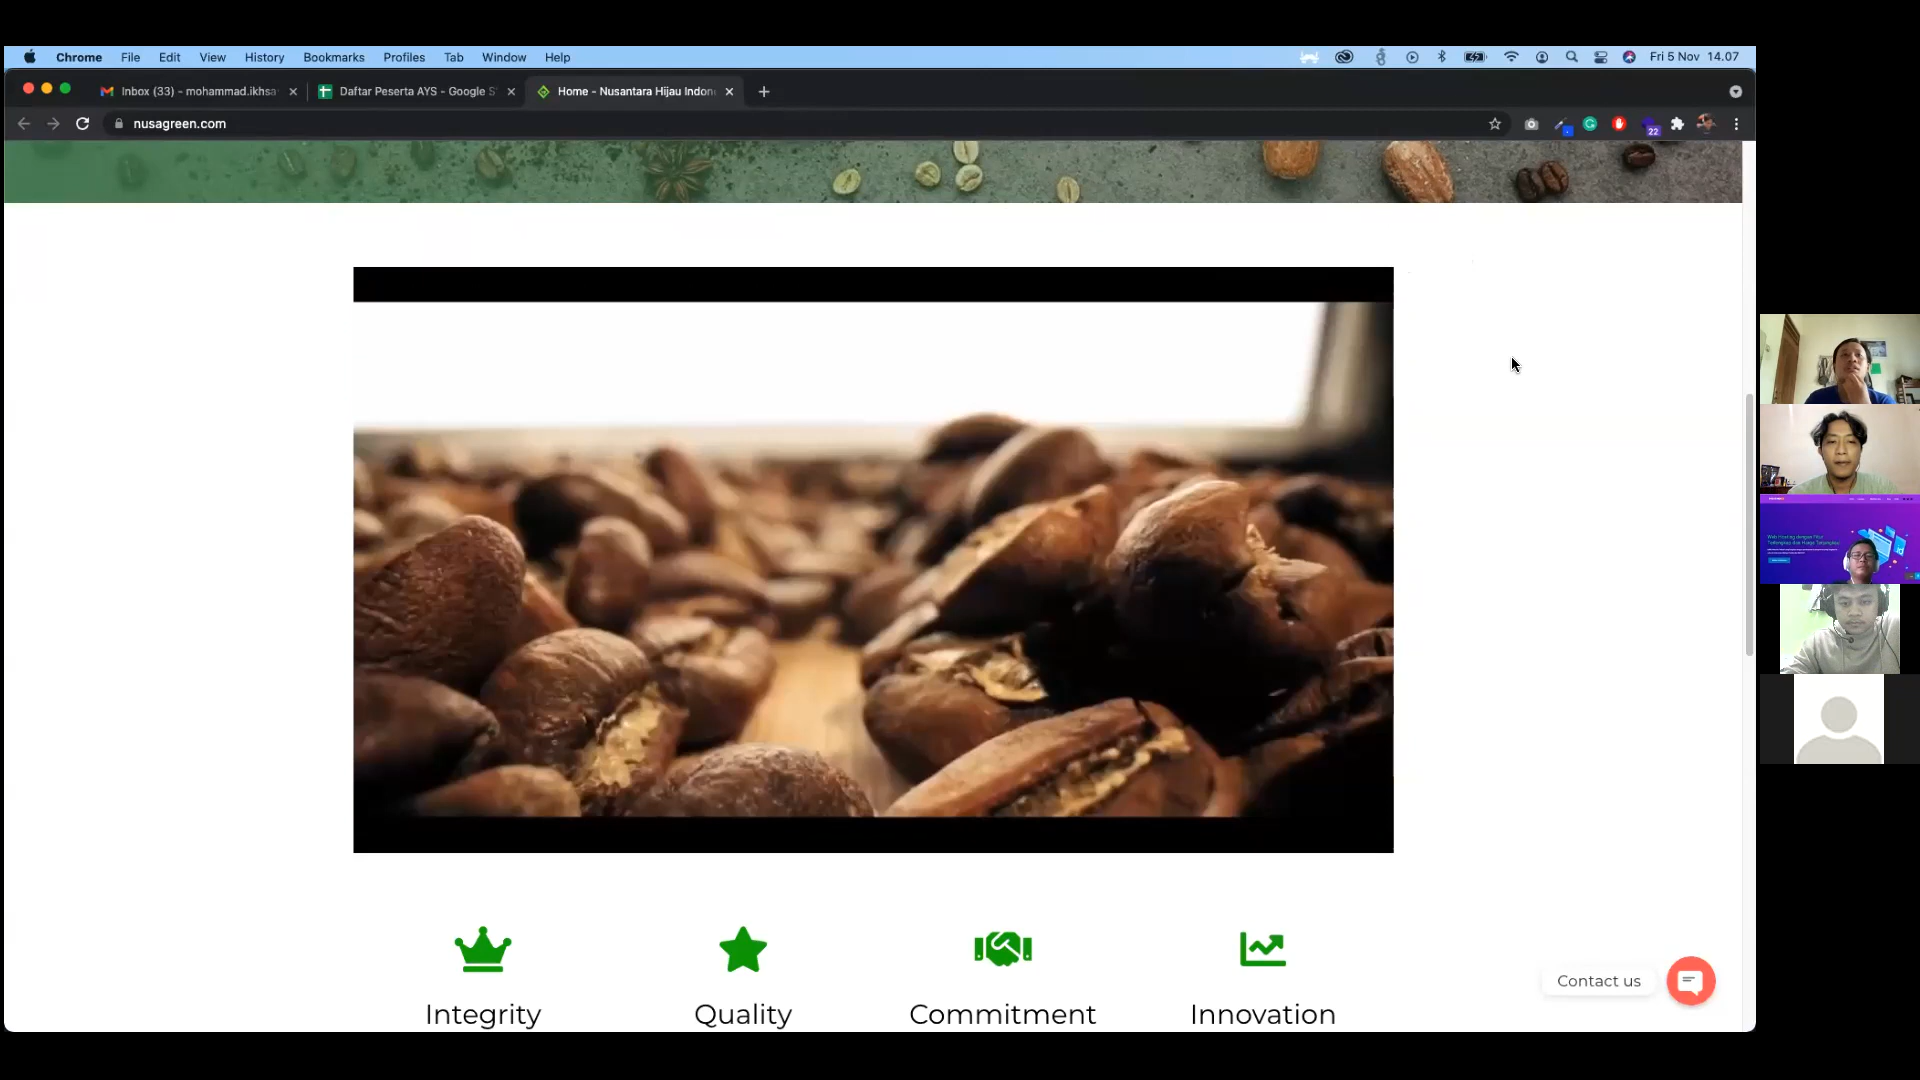 Chrome File Edit View History Bookmarks Profiles Tab Window Help Fri 5 Nov 14.07
Inbox (33) - mohammad.ikhsa Daftar Peserta AYS - Google S Home - Nusantara Hijau Indon
nusagreen.com 22
Integrity Quality Commitment Innovation
Contact us